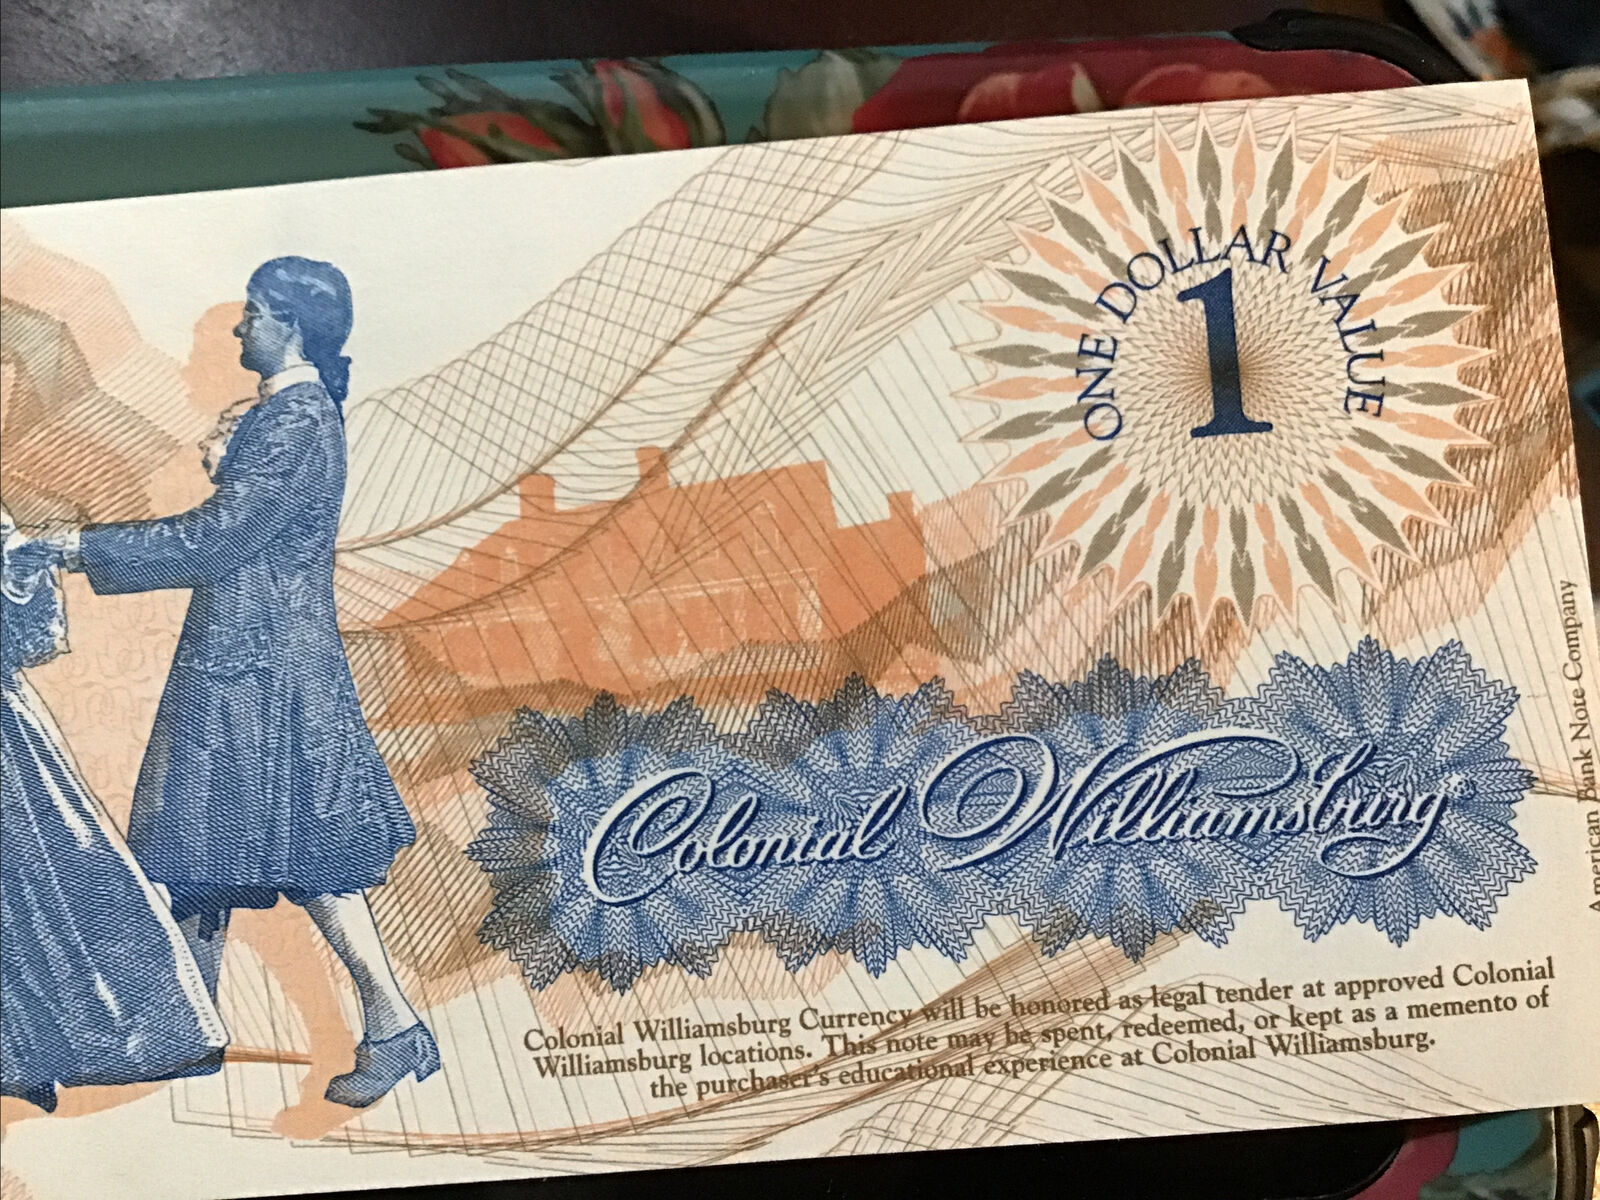 ONE DOLLAR VALUE
1
Colonial Williamsburg
Colonial Williamsburg Currency will be honored as legal tender at approved Colonial
Williamsburg locations. This note may be spent, redeemed, or kept as a memento of
the purchaser's educational experience at Colonial Williamsburg.
American Bank Note Company